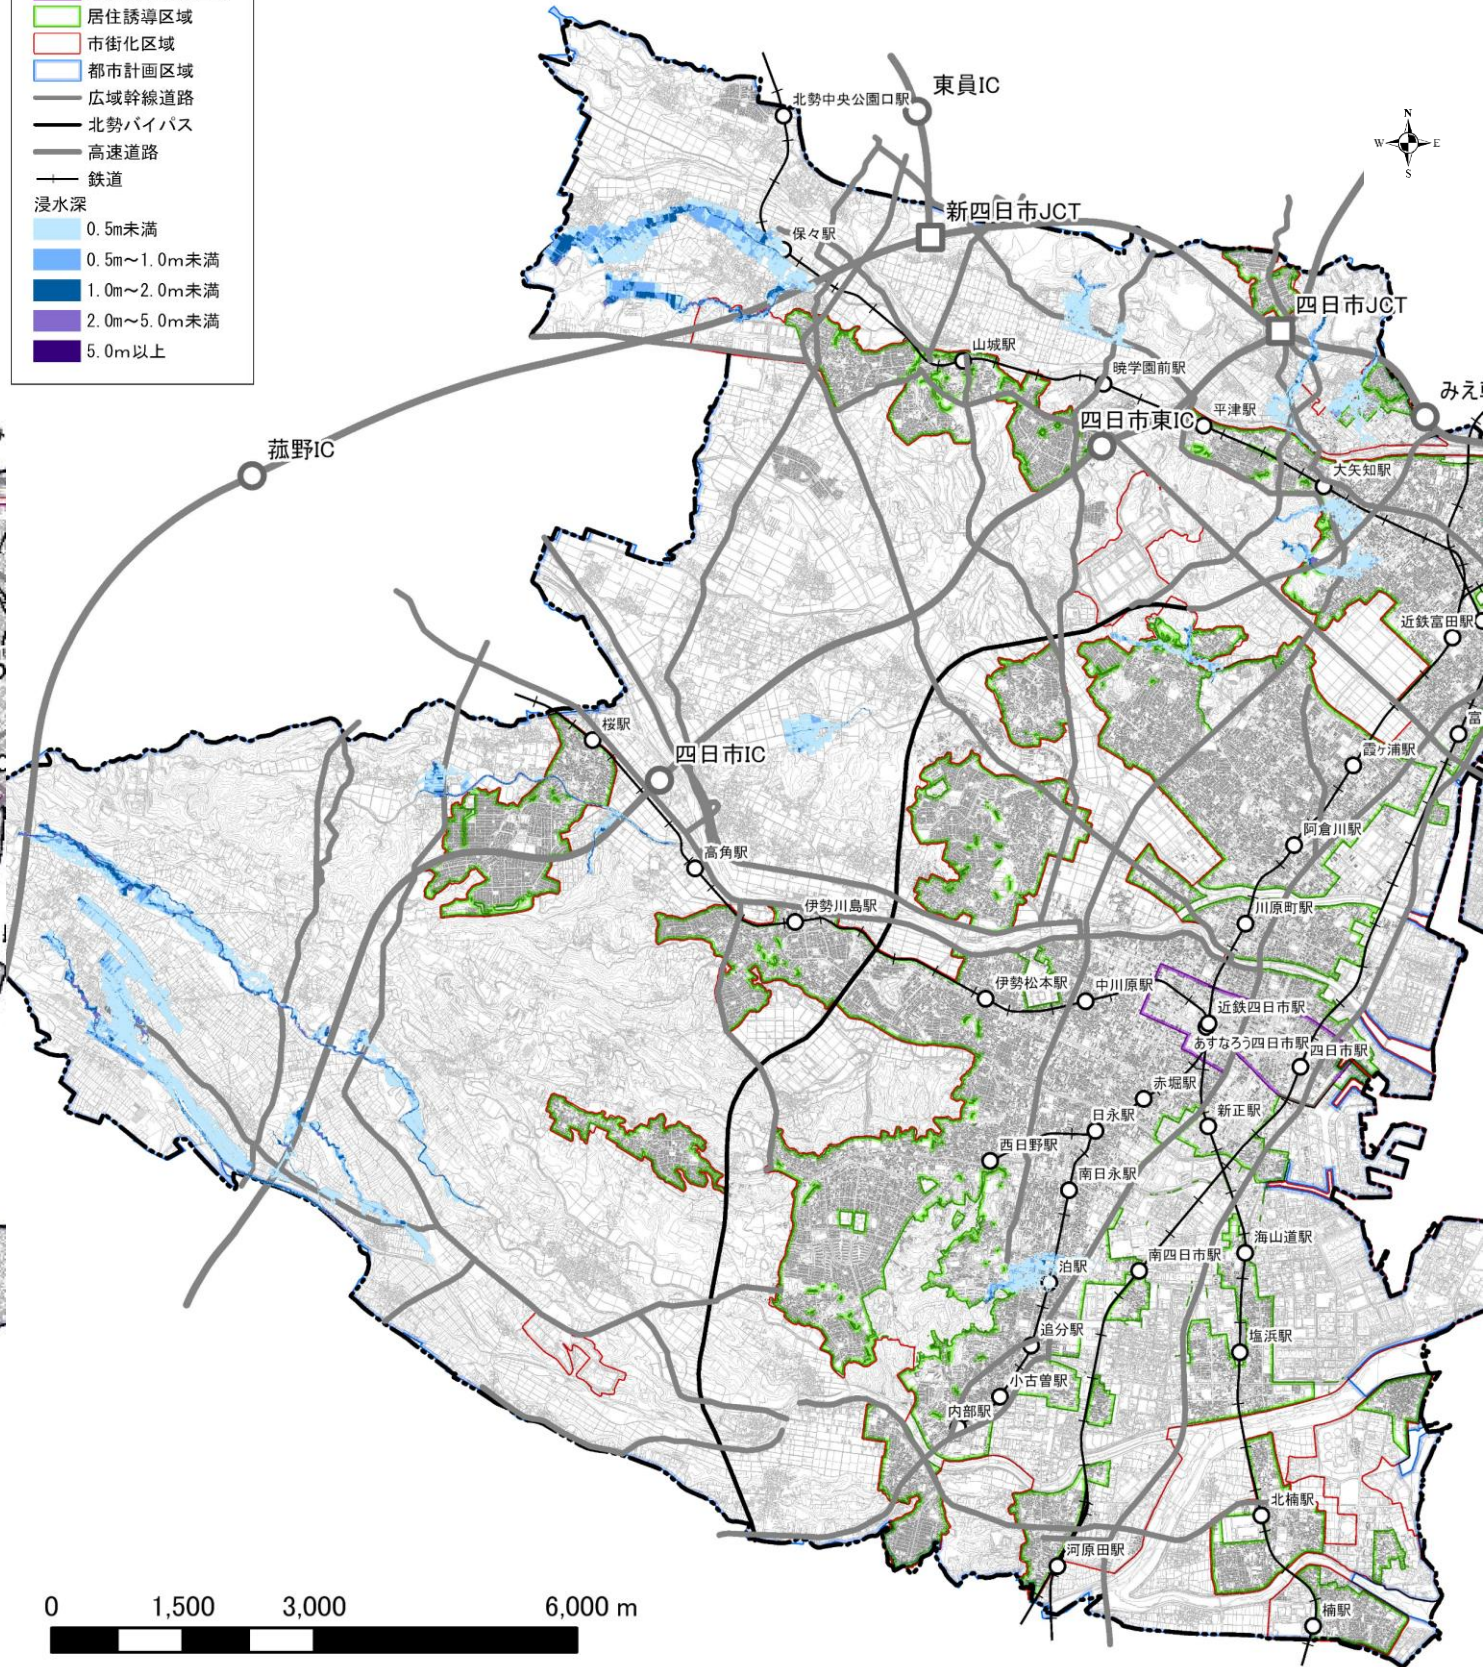 居住誘導区域
市街化区域
都市計画区域
広域幹線道路
北勢バイパス
高速道路
鉄道
浸水深
0.5m未満
0.5m～1.0m未満
1.0m～2.0m未満
2.0m～5.0m未満
5.0m以上
北勢中央公園口駅
東員IC
N
W
E
S
新四日市JCT
保々駅
四日市JCT
山城駅
暁学園前駅
みえ
平津駅
四日市東IC
菰野IC
大矢知駅
近鉄富田駅
富
桜駅
四日市IC
霞ヶ浦駅
阿倉川駅
高角駅
伊勢川島駅
川原町駅
伊勢松本駅
中川原駅
近鉄四日市駅
あすなろう四日市駅
四日市駅
赤堀駅
日永駅
新正駅
西日野駅
南日永駅
海山道駅
南四日市駅
泊駅
追分駅
塩浜駅
小古曽駅
内部駅
北楠駅
河原田駅
楠駅
0
1,500
3,000
6,000 m